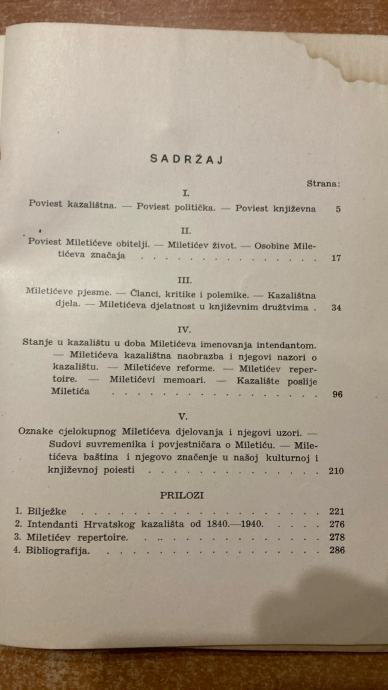 SADRŽAJ
Strana:
I.
Poviest kazalištna. — Poviest politička. — Poviest književna 5
II.
Poviest Miletićeve obitelji. — Miletićev život. — Osobine Mile-
tićeva značaja . . . . . . . . . . . . . . 17
III.
Miletićeve pjesme. — Članci, kritike i polemike. — Kazalištna
djela. — Miletićeva djelatnost u književnim družtvima . 34
IV.
Stanje u kazalištu u doba Miletićeva imenovanja intendantom.
— Miletićeva kazalištna naobrazba i njegovi nazori o
kazalištu. — Miletićeve reforme. — Miletićev reper-
toire. — Miletićevi memoari. — Kazalište poslije
Miletića . . . . . . . . . . . . . . . 96
V.
Oznake cjelokupnog Miletićeva djelovanja i njegovi uzori. —
Sudovi suvremenika i povjestničara o Miletiću. — Mile-
tićeva baština i njegovo značenje u našoj kulturnoj i
književnoj poiesti . . . . . . . . . . . . 210
PRILOZI
1. Bilježke . . . . . . . . . . . . . . . . 221
2. Intendanti Hrvatskog kazališta od 1840.—1940. . . . . 276
3. Miletićev repertoire. . . . . . . . . . . . . 278
4. Bibliografija. . . . . . . . . . . . . . . . 286